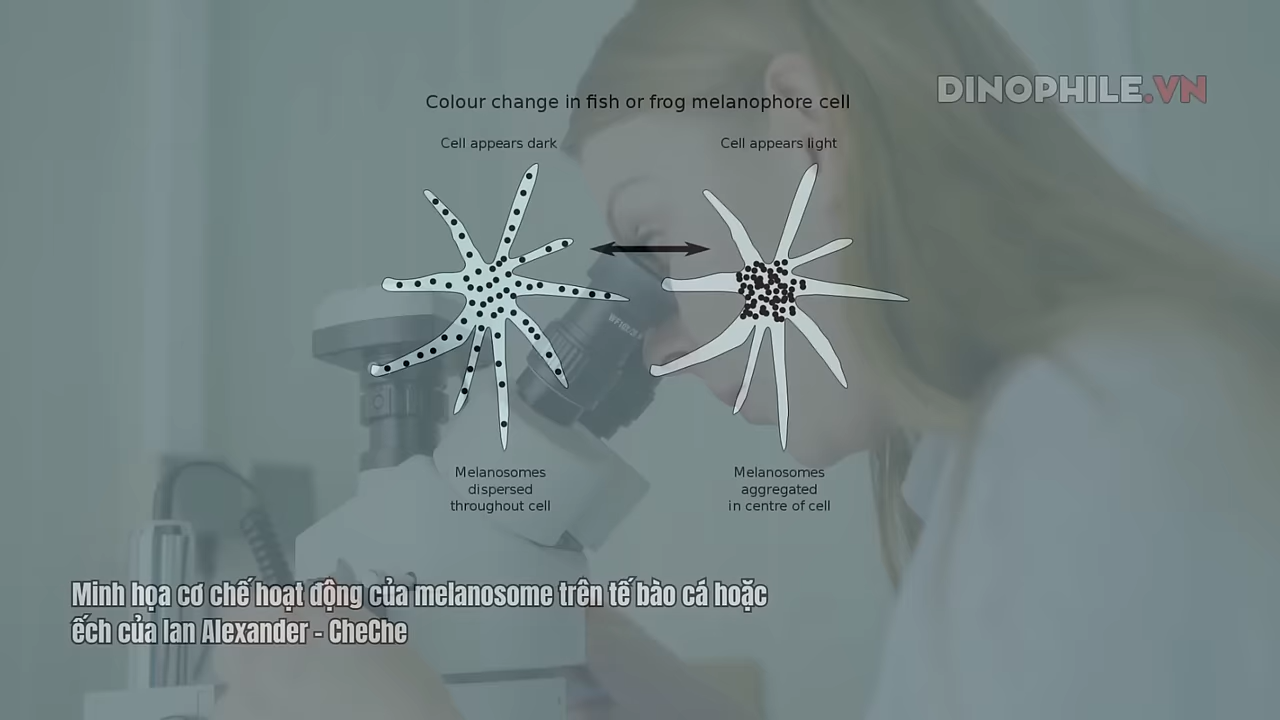 DINOPHILE.VN
Colour change in fish or frog melanophore cell
Cell appears dark
Cell appears light
Melanosomes
dispersed
throughout cell
Melanosomes
aggregated
in centre of cell
Minh họa cơ chế hoạt động của melanosome trên tế bào cá hoặc
ếch của Ian Alexander - CheChe